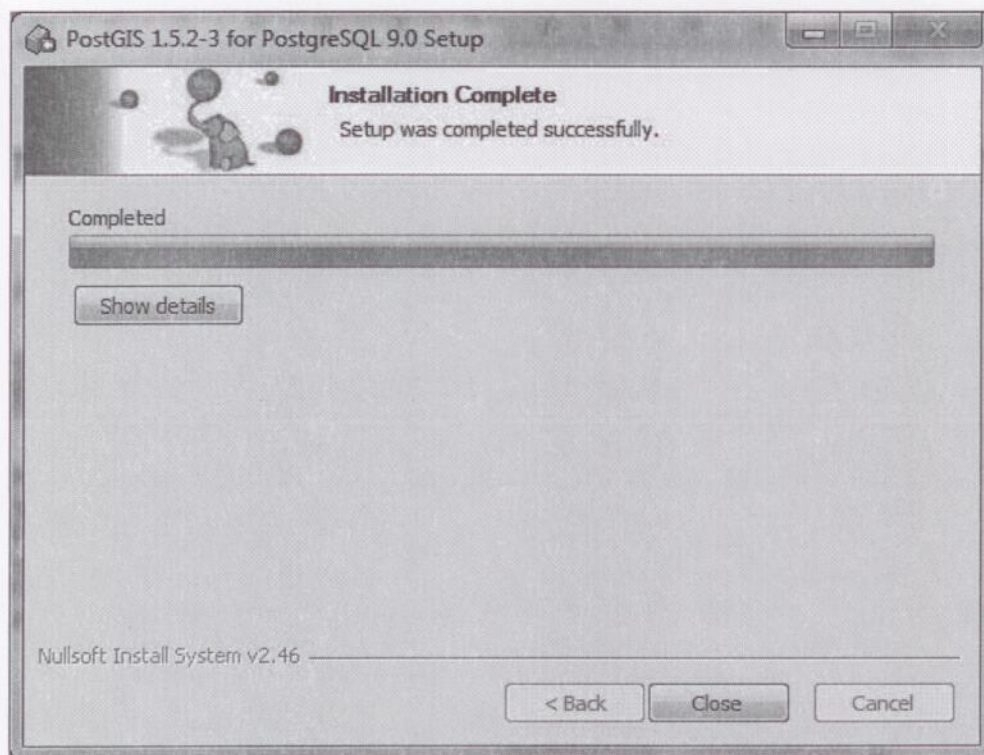 PostGIS 1.5.2-3 for PostgreSQL 9.0 Setup
Installation Complete
Setup was completed successfully.
Completed
Show details
Nullsoft Install System v2.46
< Back
Close
Cancel